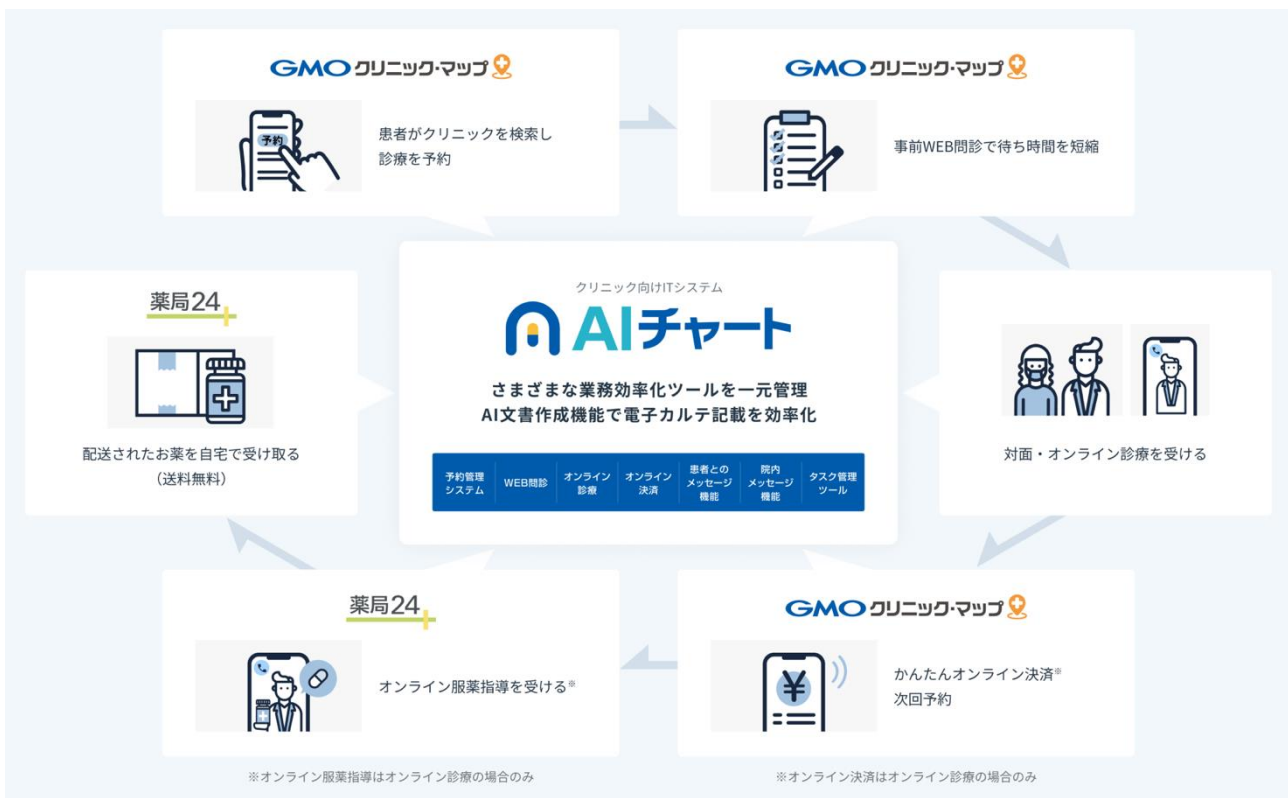 GMOクリニック・マップ
予約
患者がクリニックを検索し
診療を予約
GMOクリニック・マップ
事前WEB問診で待ち時間を短縮
対面・オンライン診療を受ける
GMOクリニック・マップ
¥
かんたんオンライン決済※
次回予約
※オンライン決済はオンライン診療の場合のみ
薬局24
オンライン服薬指導を受ける※
※オンライン服薬指導はオンライン診療の場合のみ
薬局24
配送されたお薬を自宅で受け取る
（送料無料）
クリニック向けITシステム
AIチャート
さまざまな業務効率化ツールを一元管理
AI文書作成機能で電子カルテ記載を効率化
予約管理
システム
WEB問診
オンライン
診療
オンライン
決済
患者との
メッセージ
機能
院内
メッセージ
機能
タスク管理
ツール